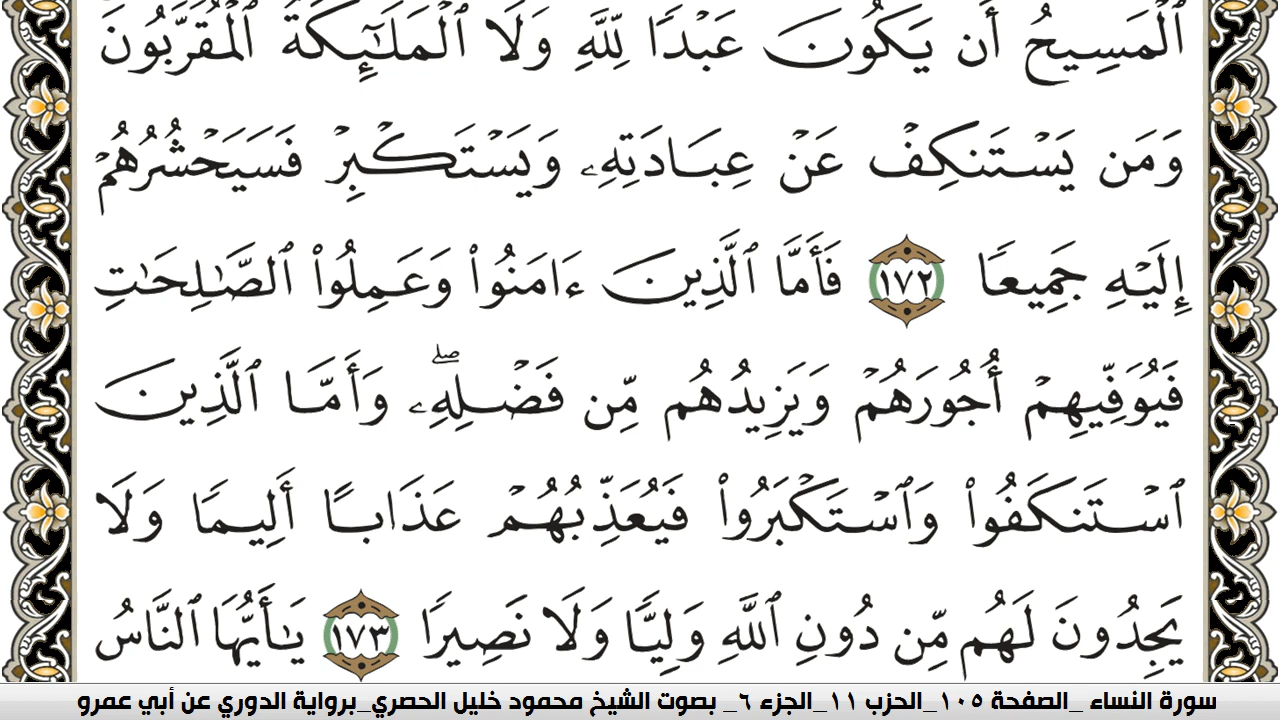 ٱلْمَسِيحُ أَن يَكُونَ عَبْدًا لِّلَّهِ وَلَا ٱلْمَلَٰٓئِكَةُ ٱلْمُقَرَّبُونَ
وَمَن يَسْتَنكِفْ عَنْ عِبَادَتِهِۦ وَيَسْتَكْبِرْ فَسَيَحْشُرُهُمْ
إِلَيْهِ جَمِيعًا ١٧٢ فَأَمَّا ٱلَّذِينَ ءَامَنُوا۟ وَعَمِلُوا۟ ٱلصَّٰلِحَٰتِ
فَيُوَفِّيهِمْ أُجُورَهُمْ وَيَزِيدُهُم مِّن فَضْلِهِۦۖ وَأَمَّا ٱلَّذِينَ
ٱسْتَنكَفُوا۟ وَٱسْتَكْبَرُوا۟ فَيُعَذِّبُهُمْ عَذَابًا أَلِيمًا وَلَا
يَجِدُونَ لَهُم مِّن دُونِ ٱللَّهِ وَلِيًّا وَلَا نَصِيرًا ١٧٣ يَٰٓأَيُّهَا ٱلنَّاسُ
سورة النساء _الصفحة ١٠٥_الحزب ١١_الجزء ٦_ بصوت الشيخ محمود خليل الحصري_برواية الدوري عن أبي عمرو